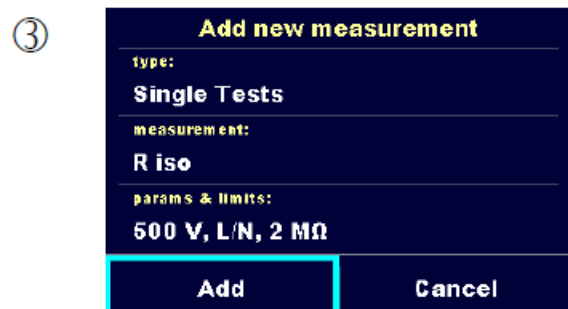 ③
Add new measurement
type:
Single Tests
measurement:
R iso
params & limits:
500 V, L/N, 2 MΩ
Add Cancel